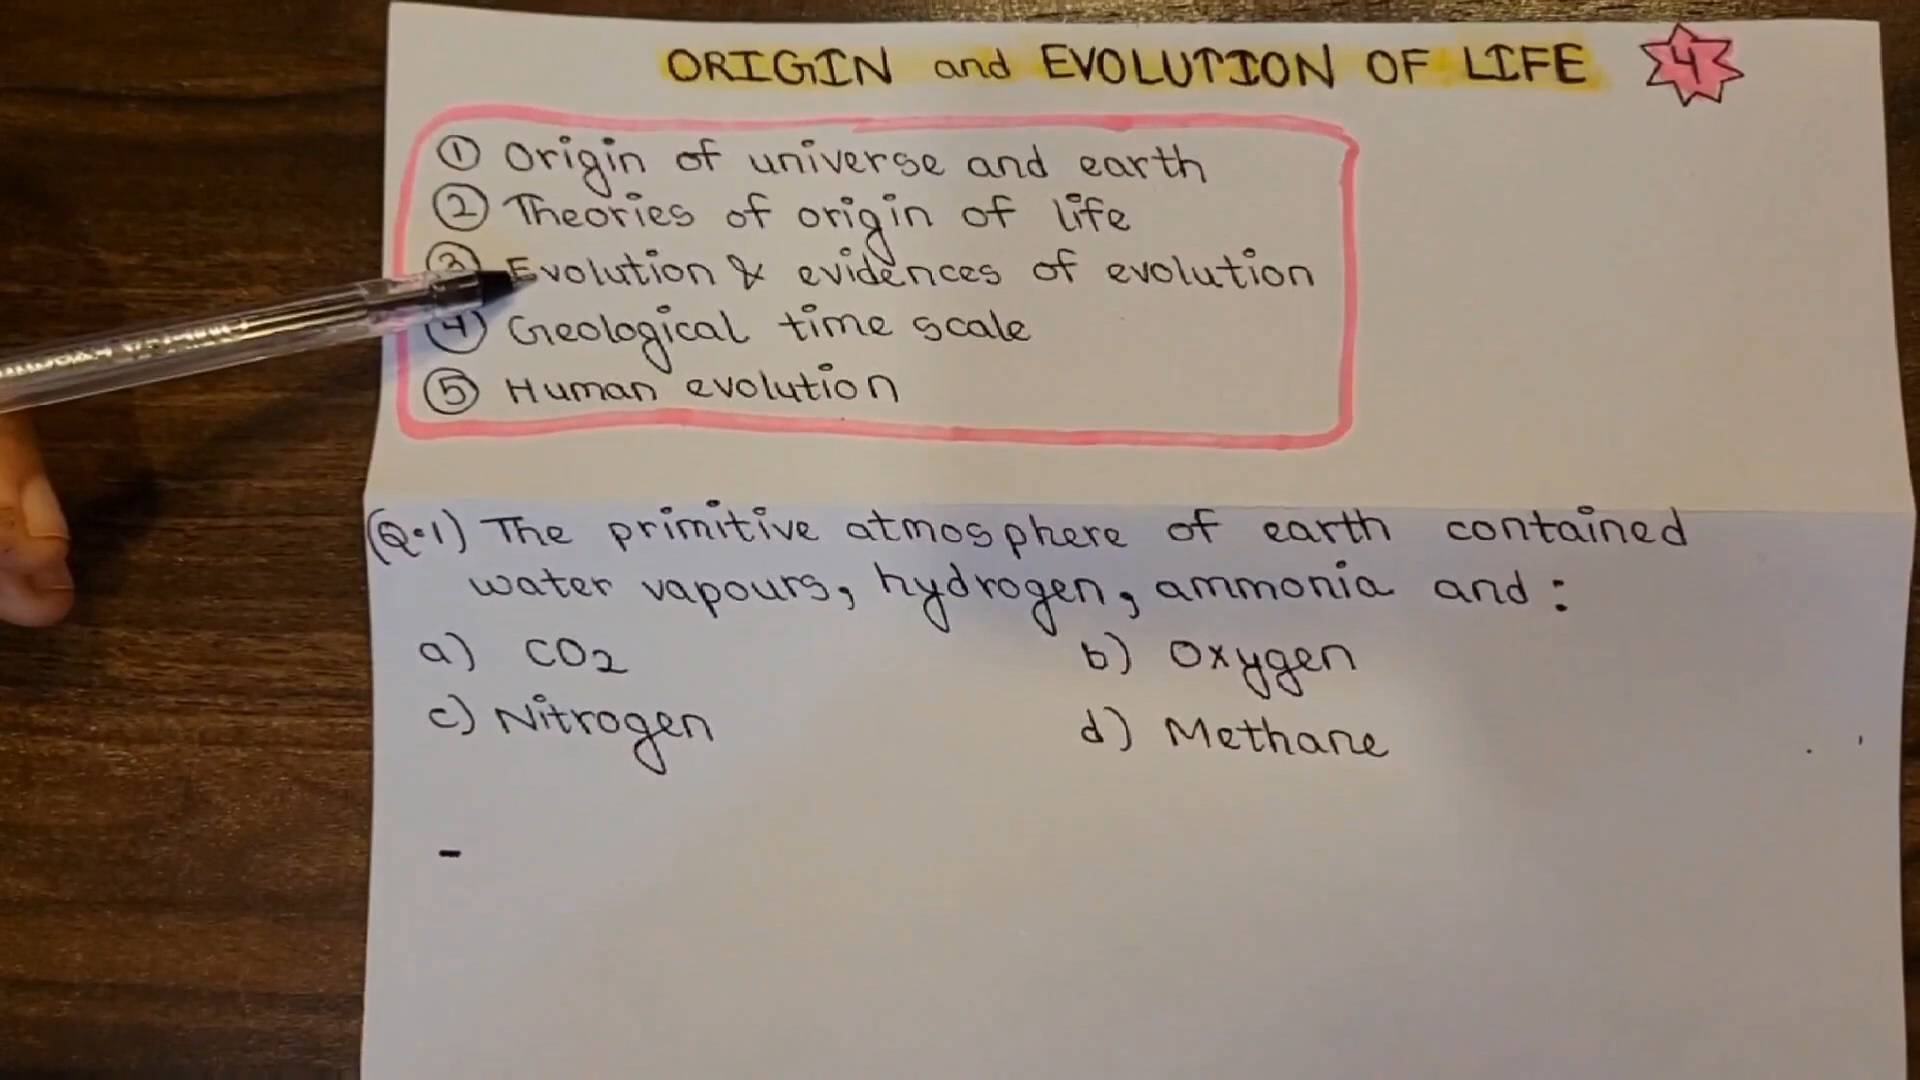 ORIGIN and EVOLUTION OF LIFE 4
① Origin of universe and earth
② Theories of origin of life
③ Evolution & evidences of evolution
④ Geological time scale
⑤ Human evolution
(Q.1) The primitive atmosphere of earth contained
water vapours, hydrogen, ammonia and :
a) CO2 b) Oxygen
c) Nitrogen d) Methane
-